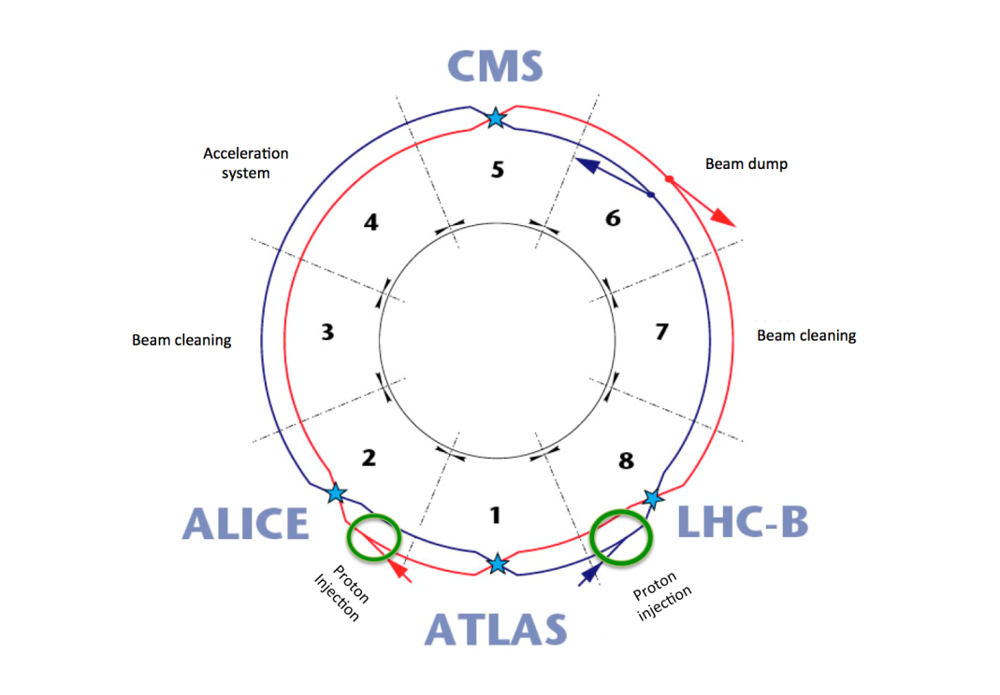 CMS
Acceleration
system
Beam dump
5
4
6
Beam cleaning
3
7
Beam cleaning
2
8
ALICE
1
LHC-B
Proton
Injection
Proton
injection
ATLAS